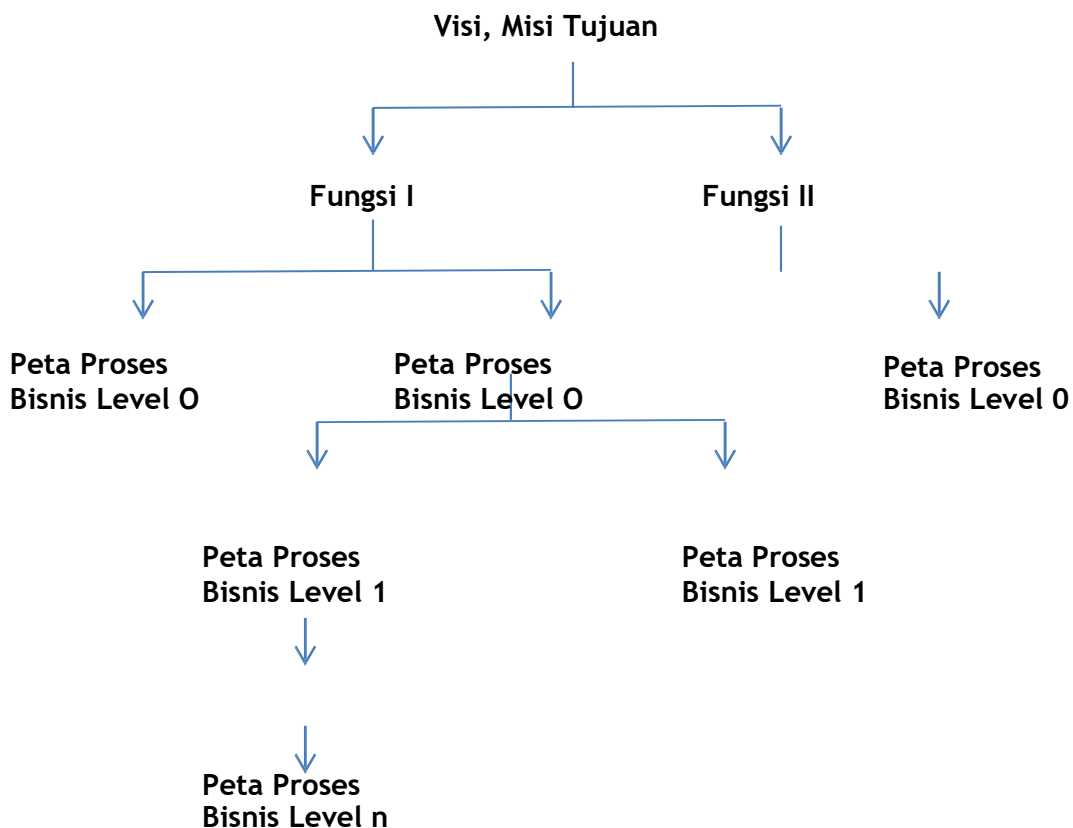 Visi, Misi Tujuan
Fungsi I
Fungsi II
Peta Proses
Bisnis Level O
Peta Proses
Bisnis Level O
Peta Proses
Bisnis Level 0
Peta Proses
Bisnis Level 1
Peta Proses
Bisnis Level 1
Peta Proses
Bisnis Level n